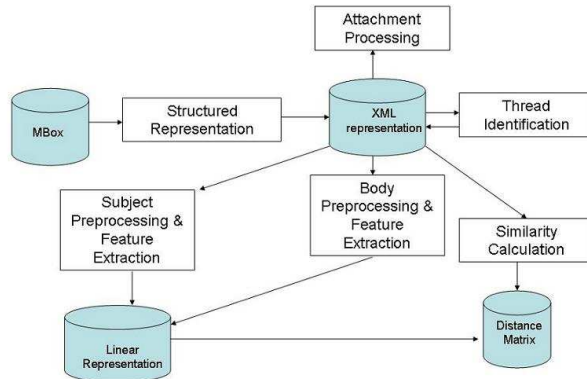 Attachment
Processing
MBox
Structured
Representation
XML
representation
Thread
Identification
Subject
Preprocessing &
Feature
Extraction
Body
Preprocessing &
Feature
Extraction
Similarity
Calculation
Linear
Representation
Distance
Matrix